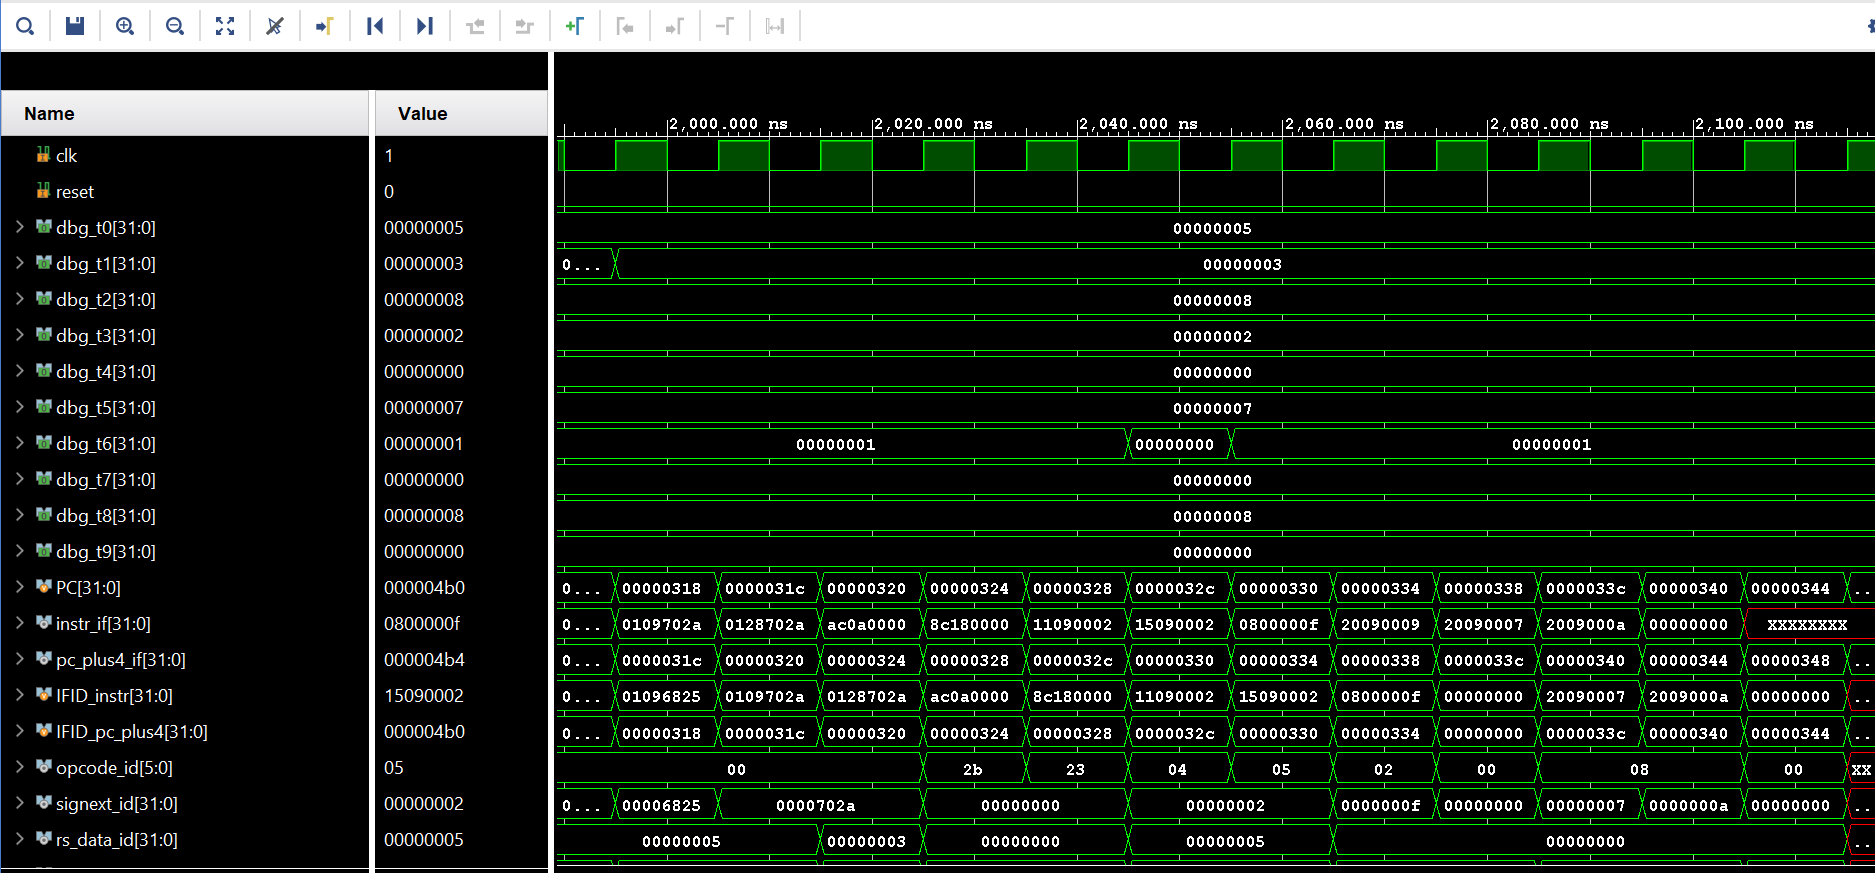 Name Value
2,000.000 ns 2,020.000 ns 2,040.000 ns 2,060.000 ns 2,080.000 ns 2,100.000 ns
clk 1
reset 0
dbg_t0[31:0] 00000005 00000005
dbg_t1[31:0] 00000003 0... 00000003
dbg_t2[31:0] 00000008 00000008
dbg_t3[31:0] 00000002 00000002
dbg_t4[31:0] 00000000 00000000
dbg_t5[31:0] 00000007 00000007
dbg_t6[31:0] 00000001 00000001 00000000 00000001
dbg_t7[31:0] 00000000 00000000
dbg_t8[31:0] 00000008 00000008
dbg_t9[31:0] 00000000 00000000
PC[31:0] 000004b0 0... 00000318 0000031c 00000320 00000324 00000328 0000032c 00000330 00000334 00000338 0000033c 00000340 00000344 ..
instr_if[31:0] 0800000f 0... 0109702a 0128702a ac0a0000 8c180000 11090002 15090002 0800000f 20090009 20090007 2009000a 00000000 XXXXXXXX
pc_plus4_if[31:0] 000004b4 0... 0000031c 00000320 00000324 00000328 0000032c 00000330 00000334 00000338 0000033c 00000340 00000344 00000348 ..
IFID_instr[31:0] 15090002 0... 01096825 0109702a 0128702a ac0a0000 8c180000 11090002 15090002 0800000f 00000000 20090007 2009000a 00000000 ..
IFID_pc_plus4[31:0] 000004b0 0... 00000318 0000031c 00000320 00000324 00000328 0000032c 00000330 00000334 00000000 0000033c 00000340 00000344 ..
opcode_id[5:0] 05 00 2b 23 04 05 02 00 08 00 XX
signext_id[31:0] 00000002 0... 00006825 0000702a 00000000 00000002 0000000f 00000000 00000007 0000000a 00000000 ..
rs_data_id[31:0] 00000005 00000005 00000003 00000000 00000005 00000000 ..